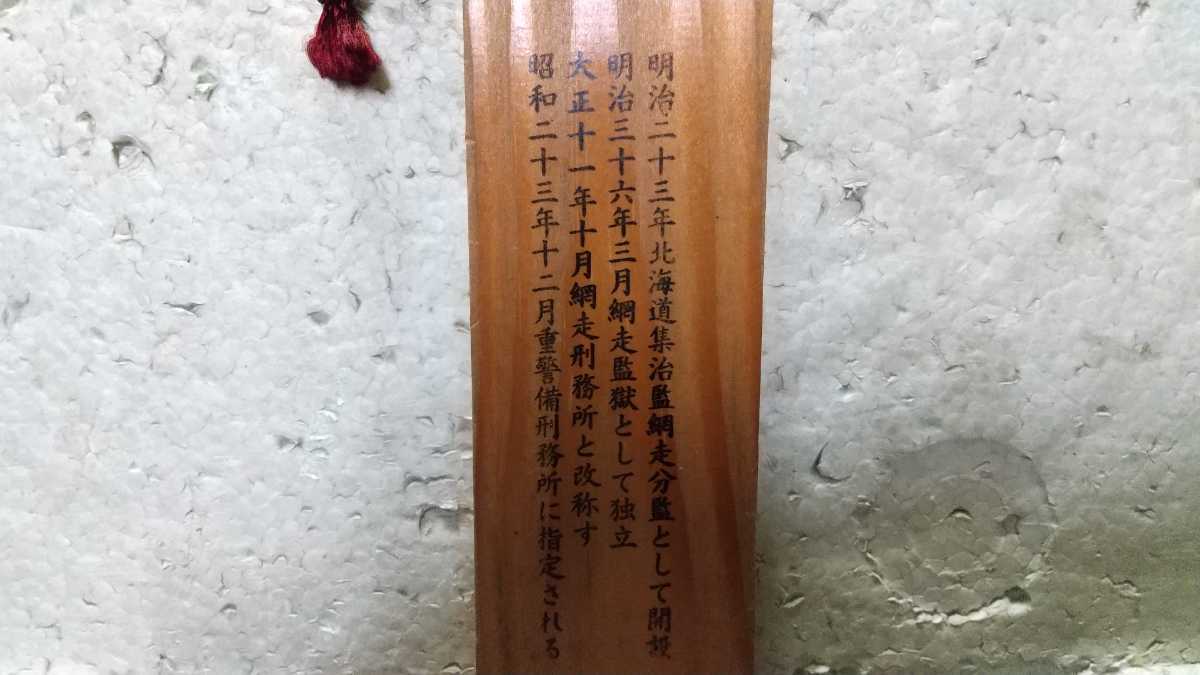 明治二十三年北海道集治監網走分監として開設
明治三十六年三月網走監獄として独立
大正十一年十月網走刑務所と改称す
昭和二十三年十二月重警備刑務所に指定される